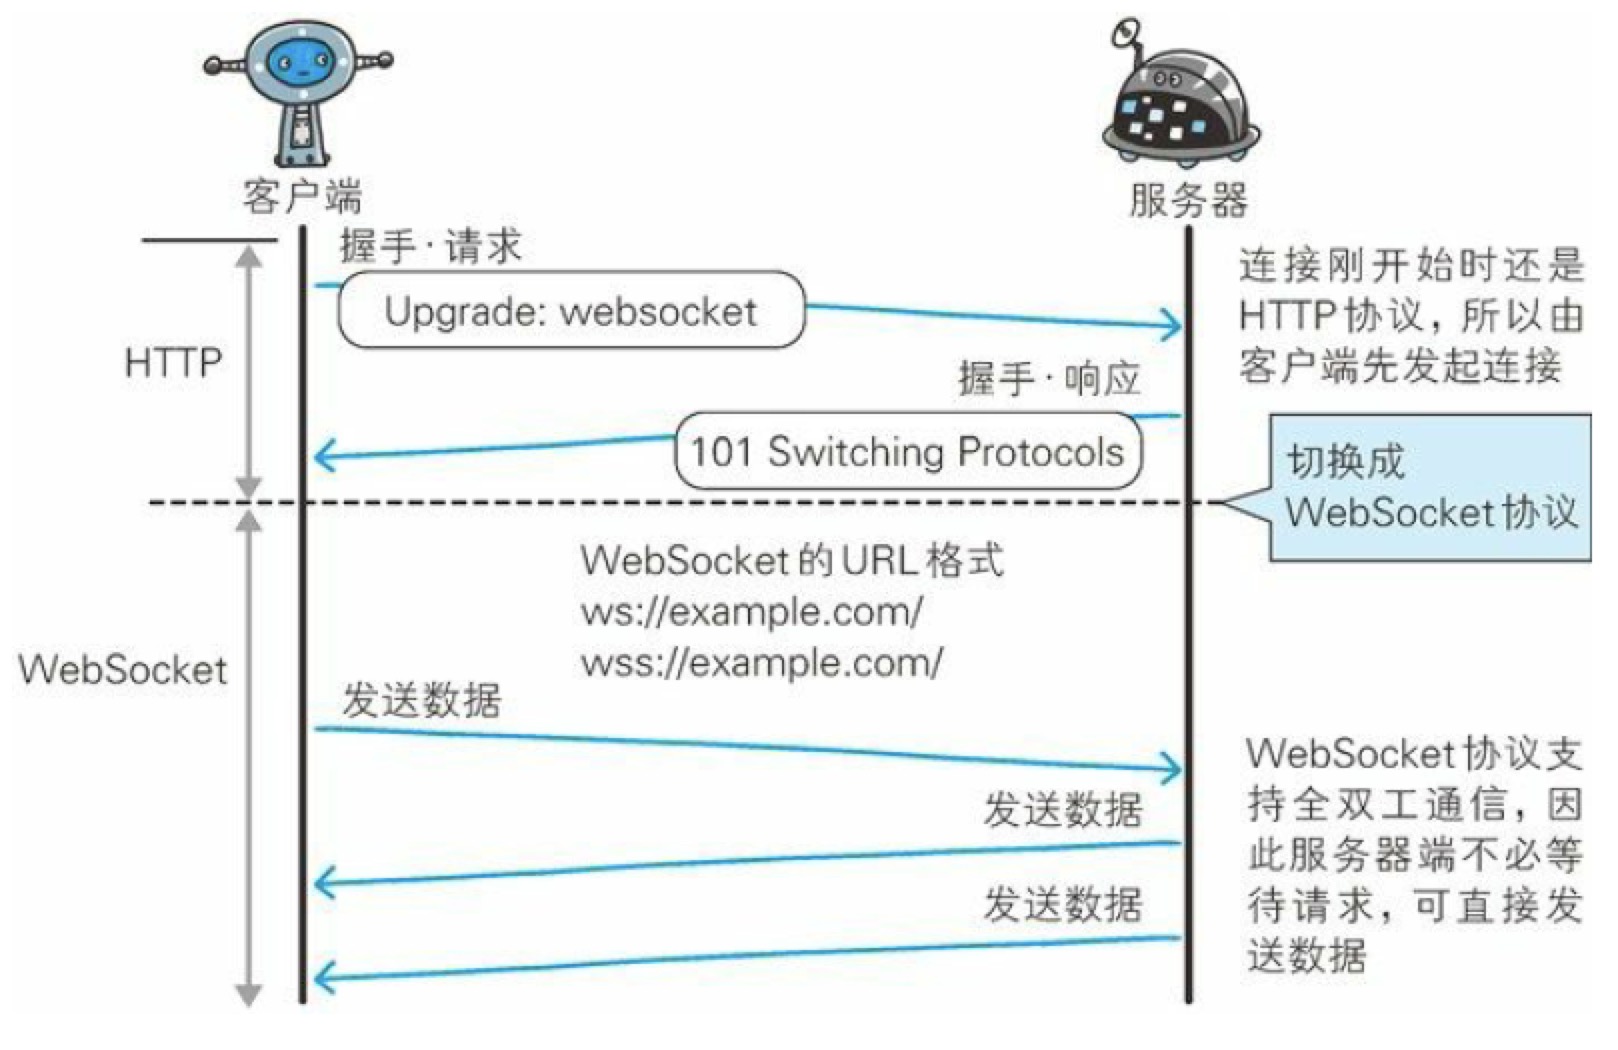 客户端
服务器
握手·请求
Upgrade: websocket
连接刚开始时还是
HTTP协议，所以由
客户端先发起连接
HTTP
握手·响应
101 Switching Protocols
切换成
WebSocket协议
WebSocket的URL格式
ws://example.com/
wss://example.com/
WebSocket
发送数据
发送数据
发送数据
WebSocket协议支
持全双工通信，因
此服务器端不必等
待请求，可直接发
送数据